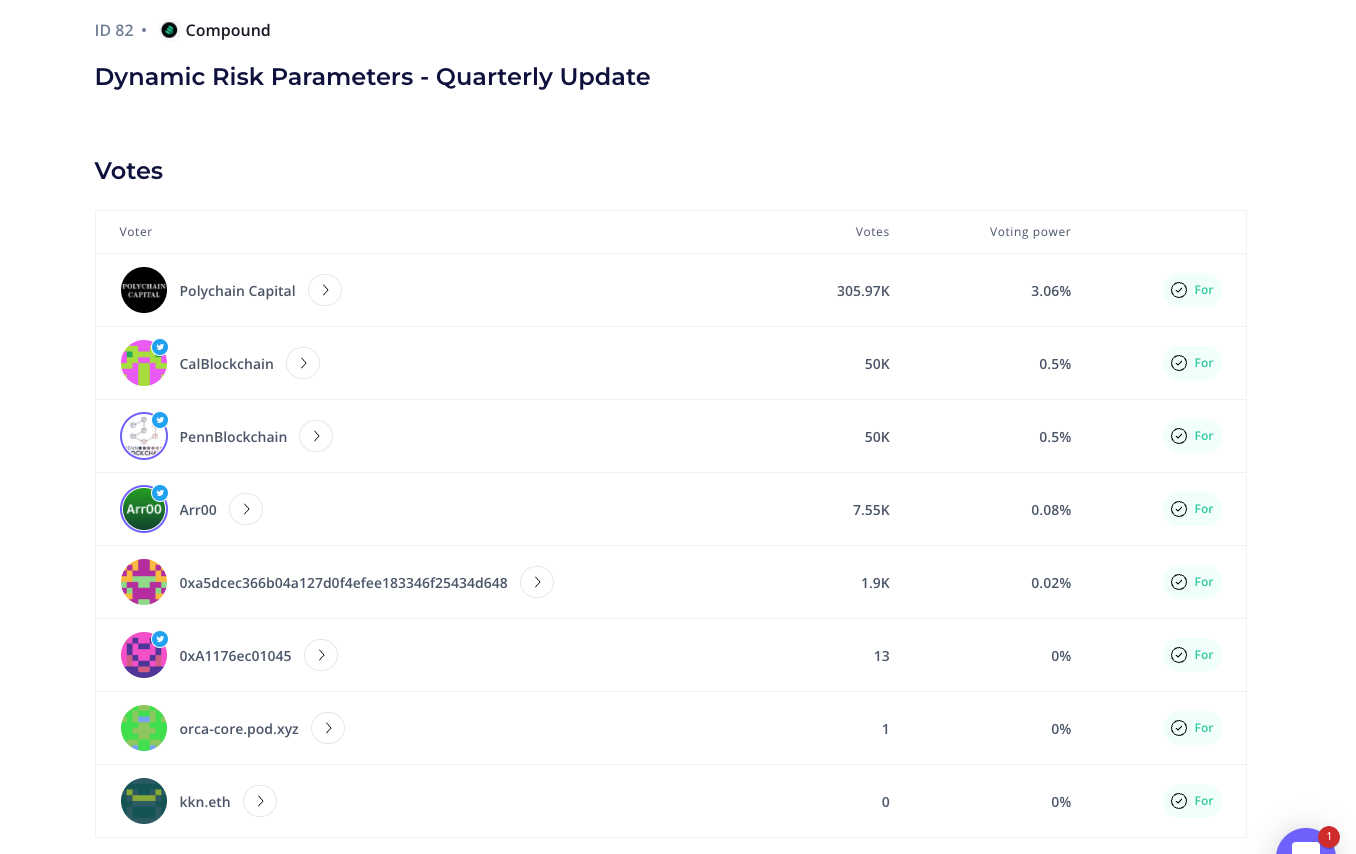 ID 82 • Compound
Dynamic Risk Parameters - Quarterly Update
Votes
Voter Votes Voting power
POLYCHAIN
CAPITAL
Polychain Capital 305.97K 3.06% For
CalBlockchain 50K 0.5% For
PennBlockchain 50K 0.5% For
Arr00
Arr00 7.55K 0.08% For
0xa5dcec366b04a127d0f4efee183346f25434d648 1.9K 0.02% For
0xA1176ec01045 13 0% For
orca-core.pod.xyz 1 0% For
kkn.eth 0 0% For
1